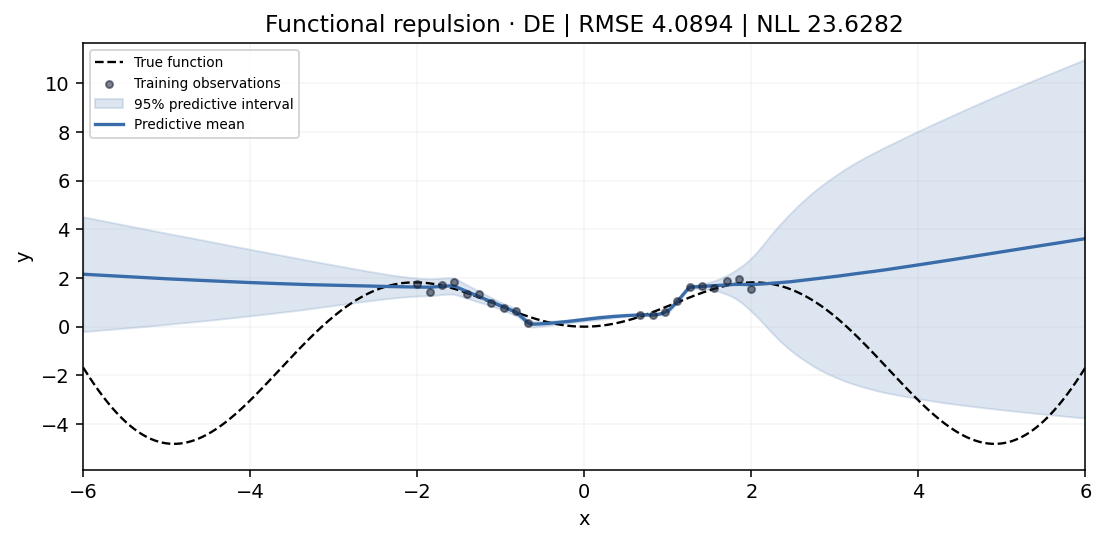 Functional repulsion · DE | RMSE 4.0894 | NLL 23.6282
True function
Training observations
95% predictive interval
Predictive mean
y
10
8
6
4
2
0
−2
−4
−6
−4
−2
0
2
4
6
x